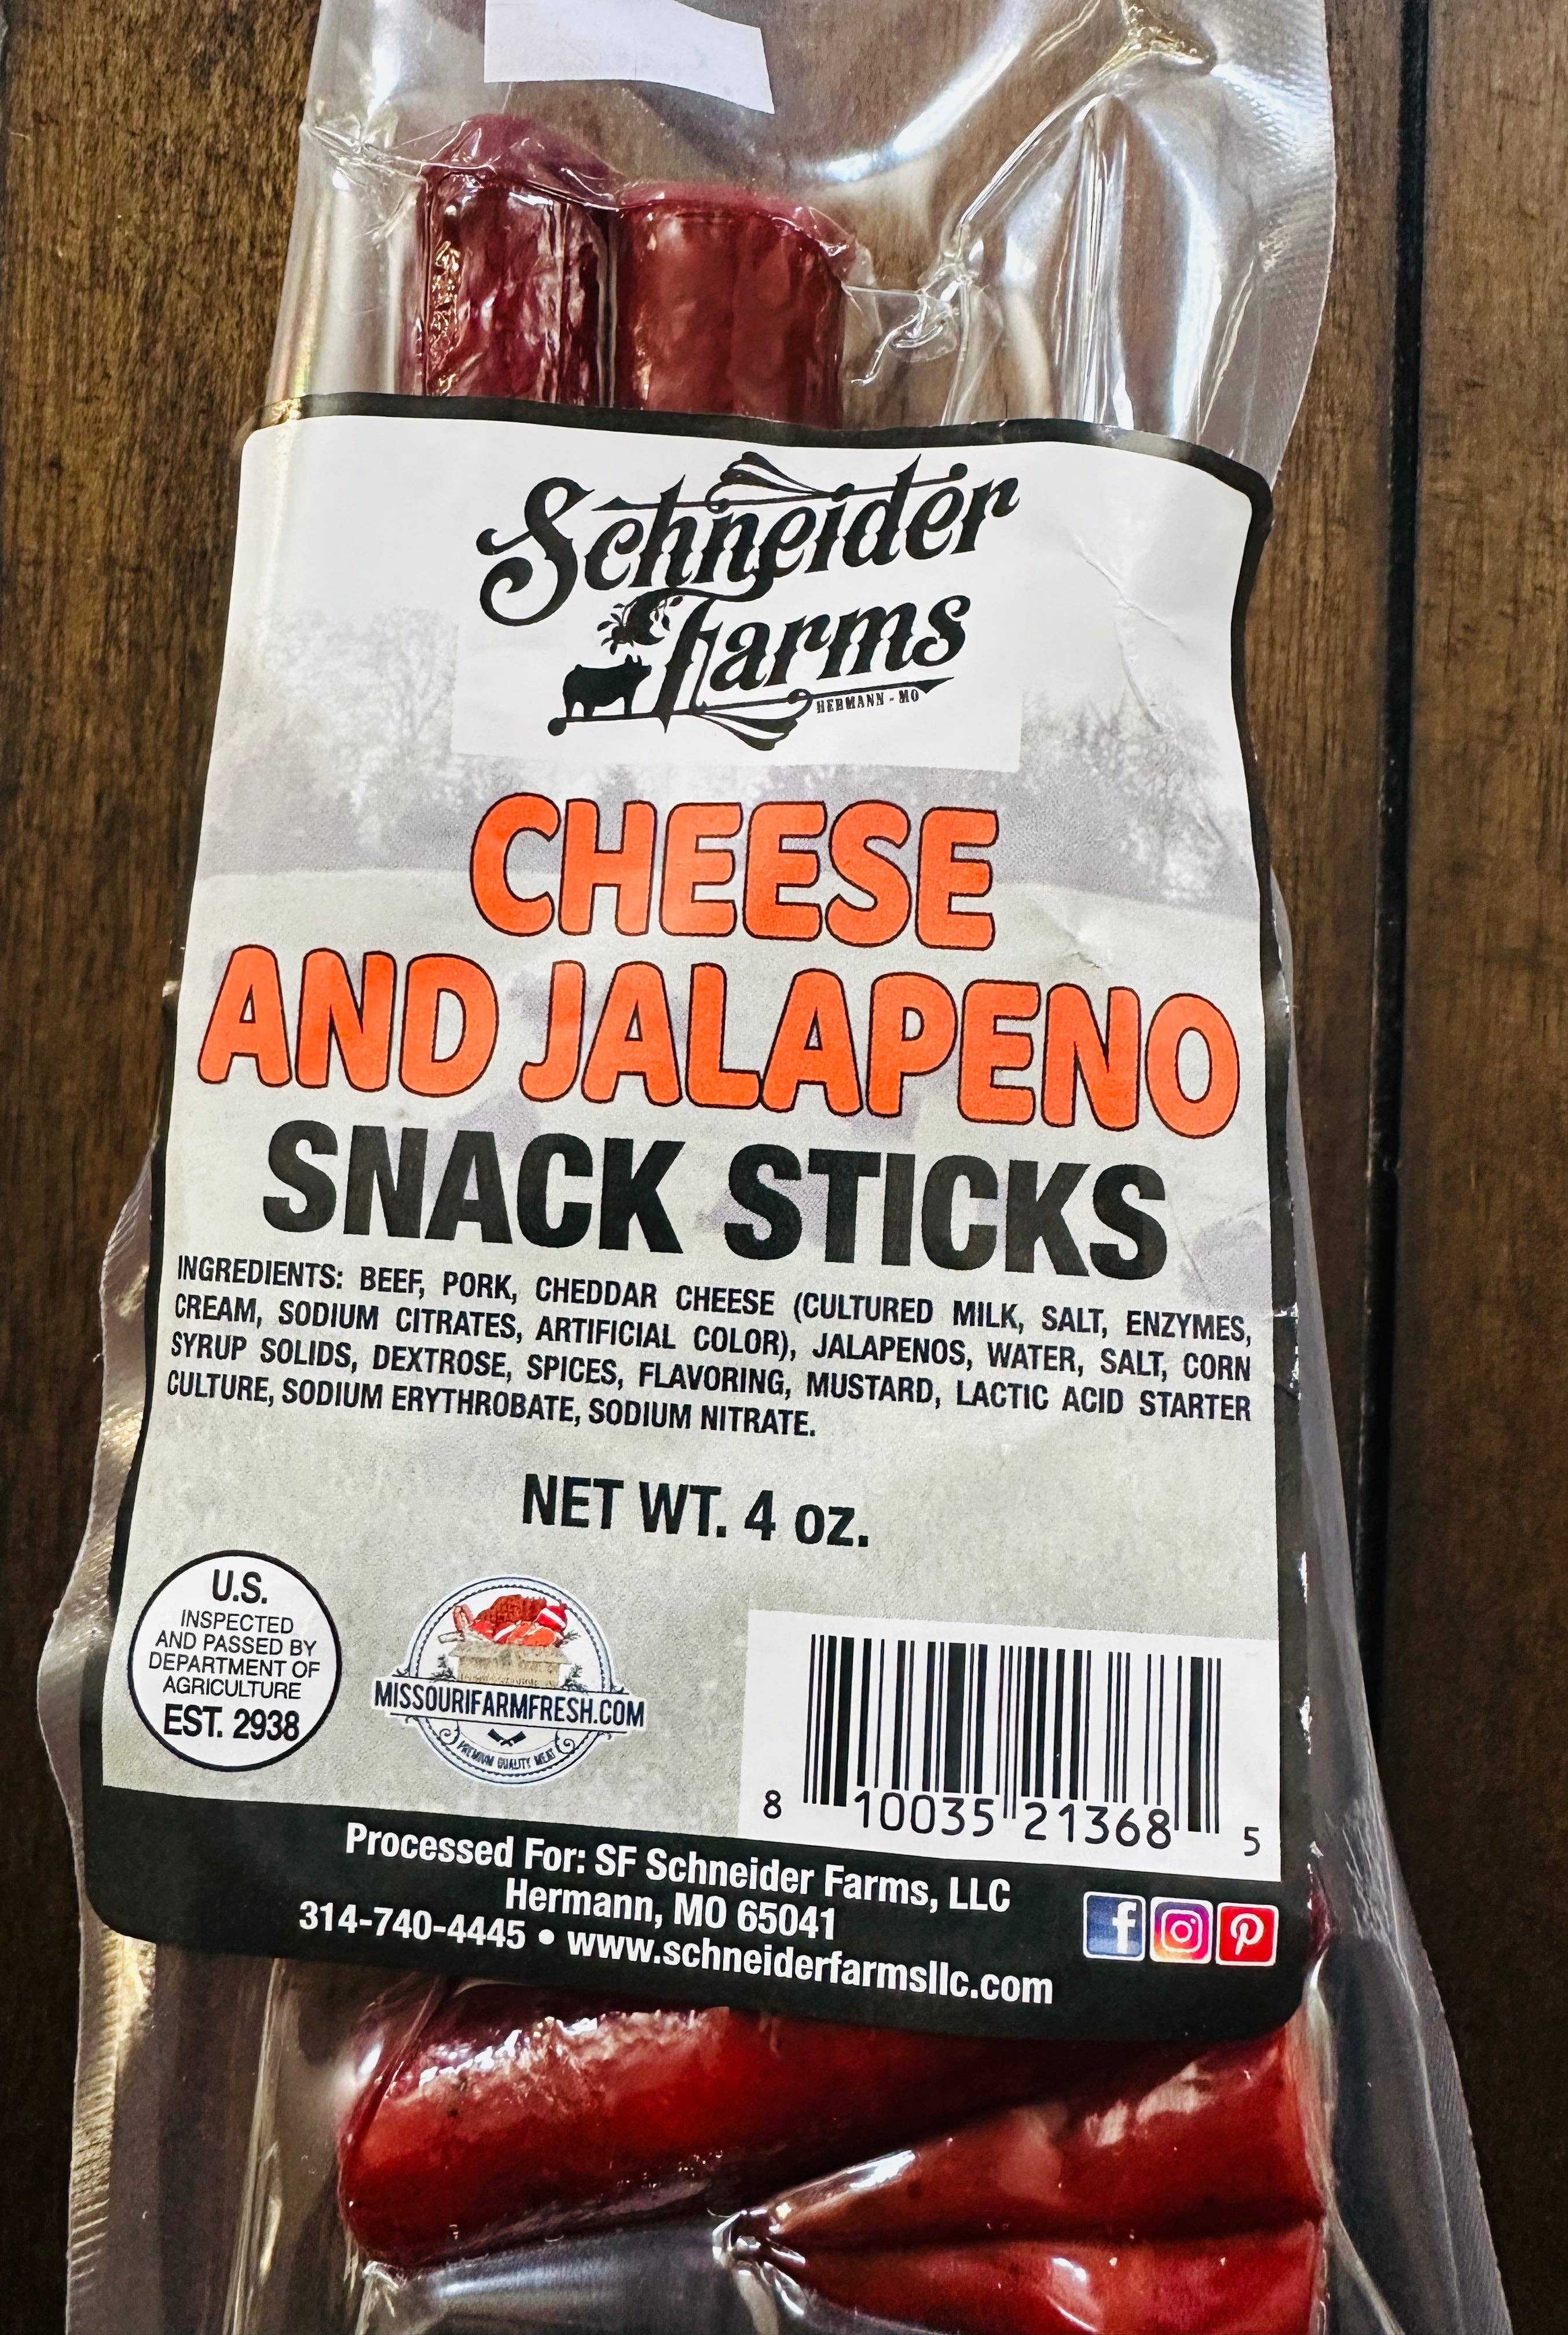 Schneider
Farms
HERMANN - MO
CHEESE
AND JALAPENO
SNACK STICKS
INGREDIENTS: BEEF, PORK, CHEDDAR CHEESE (CULTURED MILK, SALT, ENZYMES,
CREAM, SODIUM CITRATES, ARTIFICIAL COLOR), JALAPENOS, WATER, SALT, CORN
SYRUP SOLIDS, DEXTROSE, SPICES, FLAVORING, MUSTARD, LACTIC ACID STARTER
CULTURE, SODIUM ERYTHROBATE, SODIUM NITRATE.
NET WT. 4 oz.
U.S.
INSPECTED
AND PASSED BY
DEPARTMENT OF
AGRICULTURE
EST. 2938
MISSOURIFARMFRESH.COM
PREMIUM QUALITY MEAT
8 10035 21368 5
Processed For: SF Schneider Farms, LLC
Hermann, MO 65041
314-740-4445 • www.schneiderfarmsllc.com